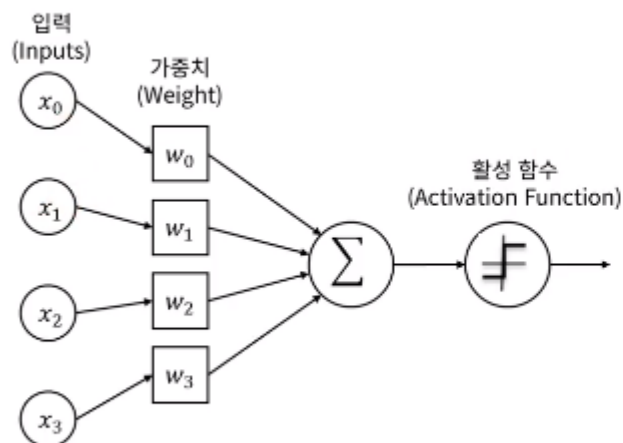 입력
(Inputs)
가중치
(Weight)
x₀
w₀
활성 함수
(Activation Function)
x₁
w₁
∑
x₂
w₂
x₃
w₃